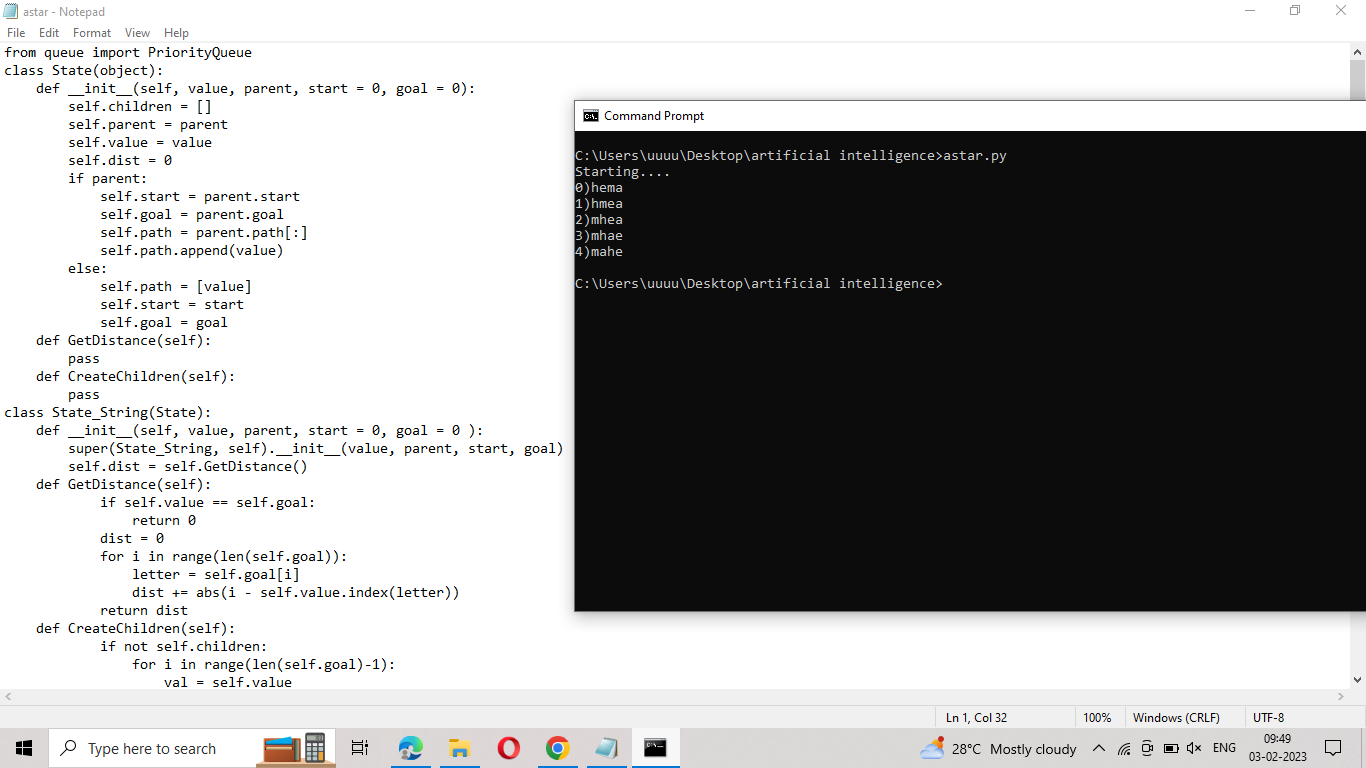 astar - Notepad
File Edit Format View Help
from queue import PriorityQueue
class State(object):
    def __init__(self, value, parent, start = 0, goal = 0):
        self.children = []
        self.parent = parent
        self.value = value
        self.dist = 0
        if parent:
            self.start = parent.start
            self.goal = parent.goal
            self.path = parent.path[:]
            self.path.append(value)
        else:
            self.path = [value]
            self.start = start
            self.goal = goal
    def GetDistance(self):
        pass
    def CreateChildren(self):
        pass
class State_String(State):
    def __init__(self, value, parent, start = 0, goal = 0 ):
        super(State_String, self).__init__(value, parent, start, goal)
        self.dist = self.GetDistance()
    def GetDistance(self):
            if self.value == self.goal:
                return 0
            dist = 0
            for i in range(len(self.goal)):
                letter = self.goal[i]
                dist += abs(i - self.value.index(letter))
            return dist
    def CreateChildren(self):
            if not self.children:
                for i in range(len(self.goal)-1):
                    val = self.value
Command Prompt
C:\Users\uuuu\Desktop\artificial intelligence>astar.py
Starting....
0)hema
1)hmea
2)mhea
3)mhae
4)mahe
C:\Users\uuuu\Desktop\artificial intelligence>
Ln 1, Col 32 100% Windows (CRLF) UTF-8
Type here to search
28°C Mostly cloudy
ENG
09:49
03-02-2023